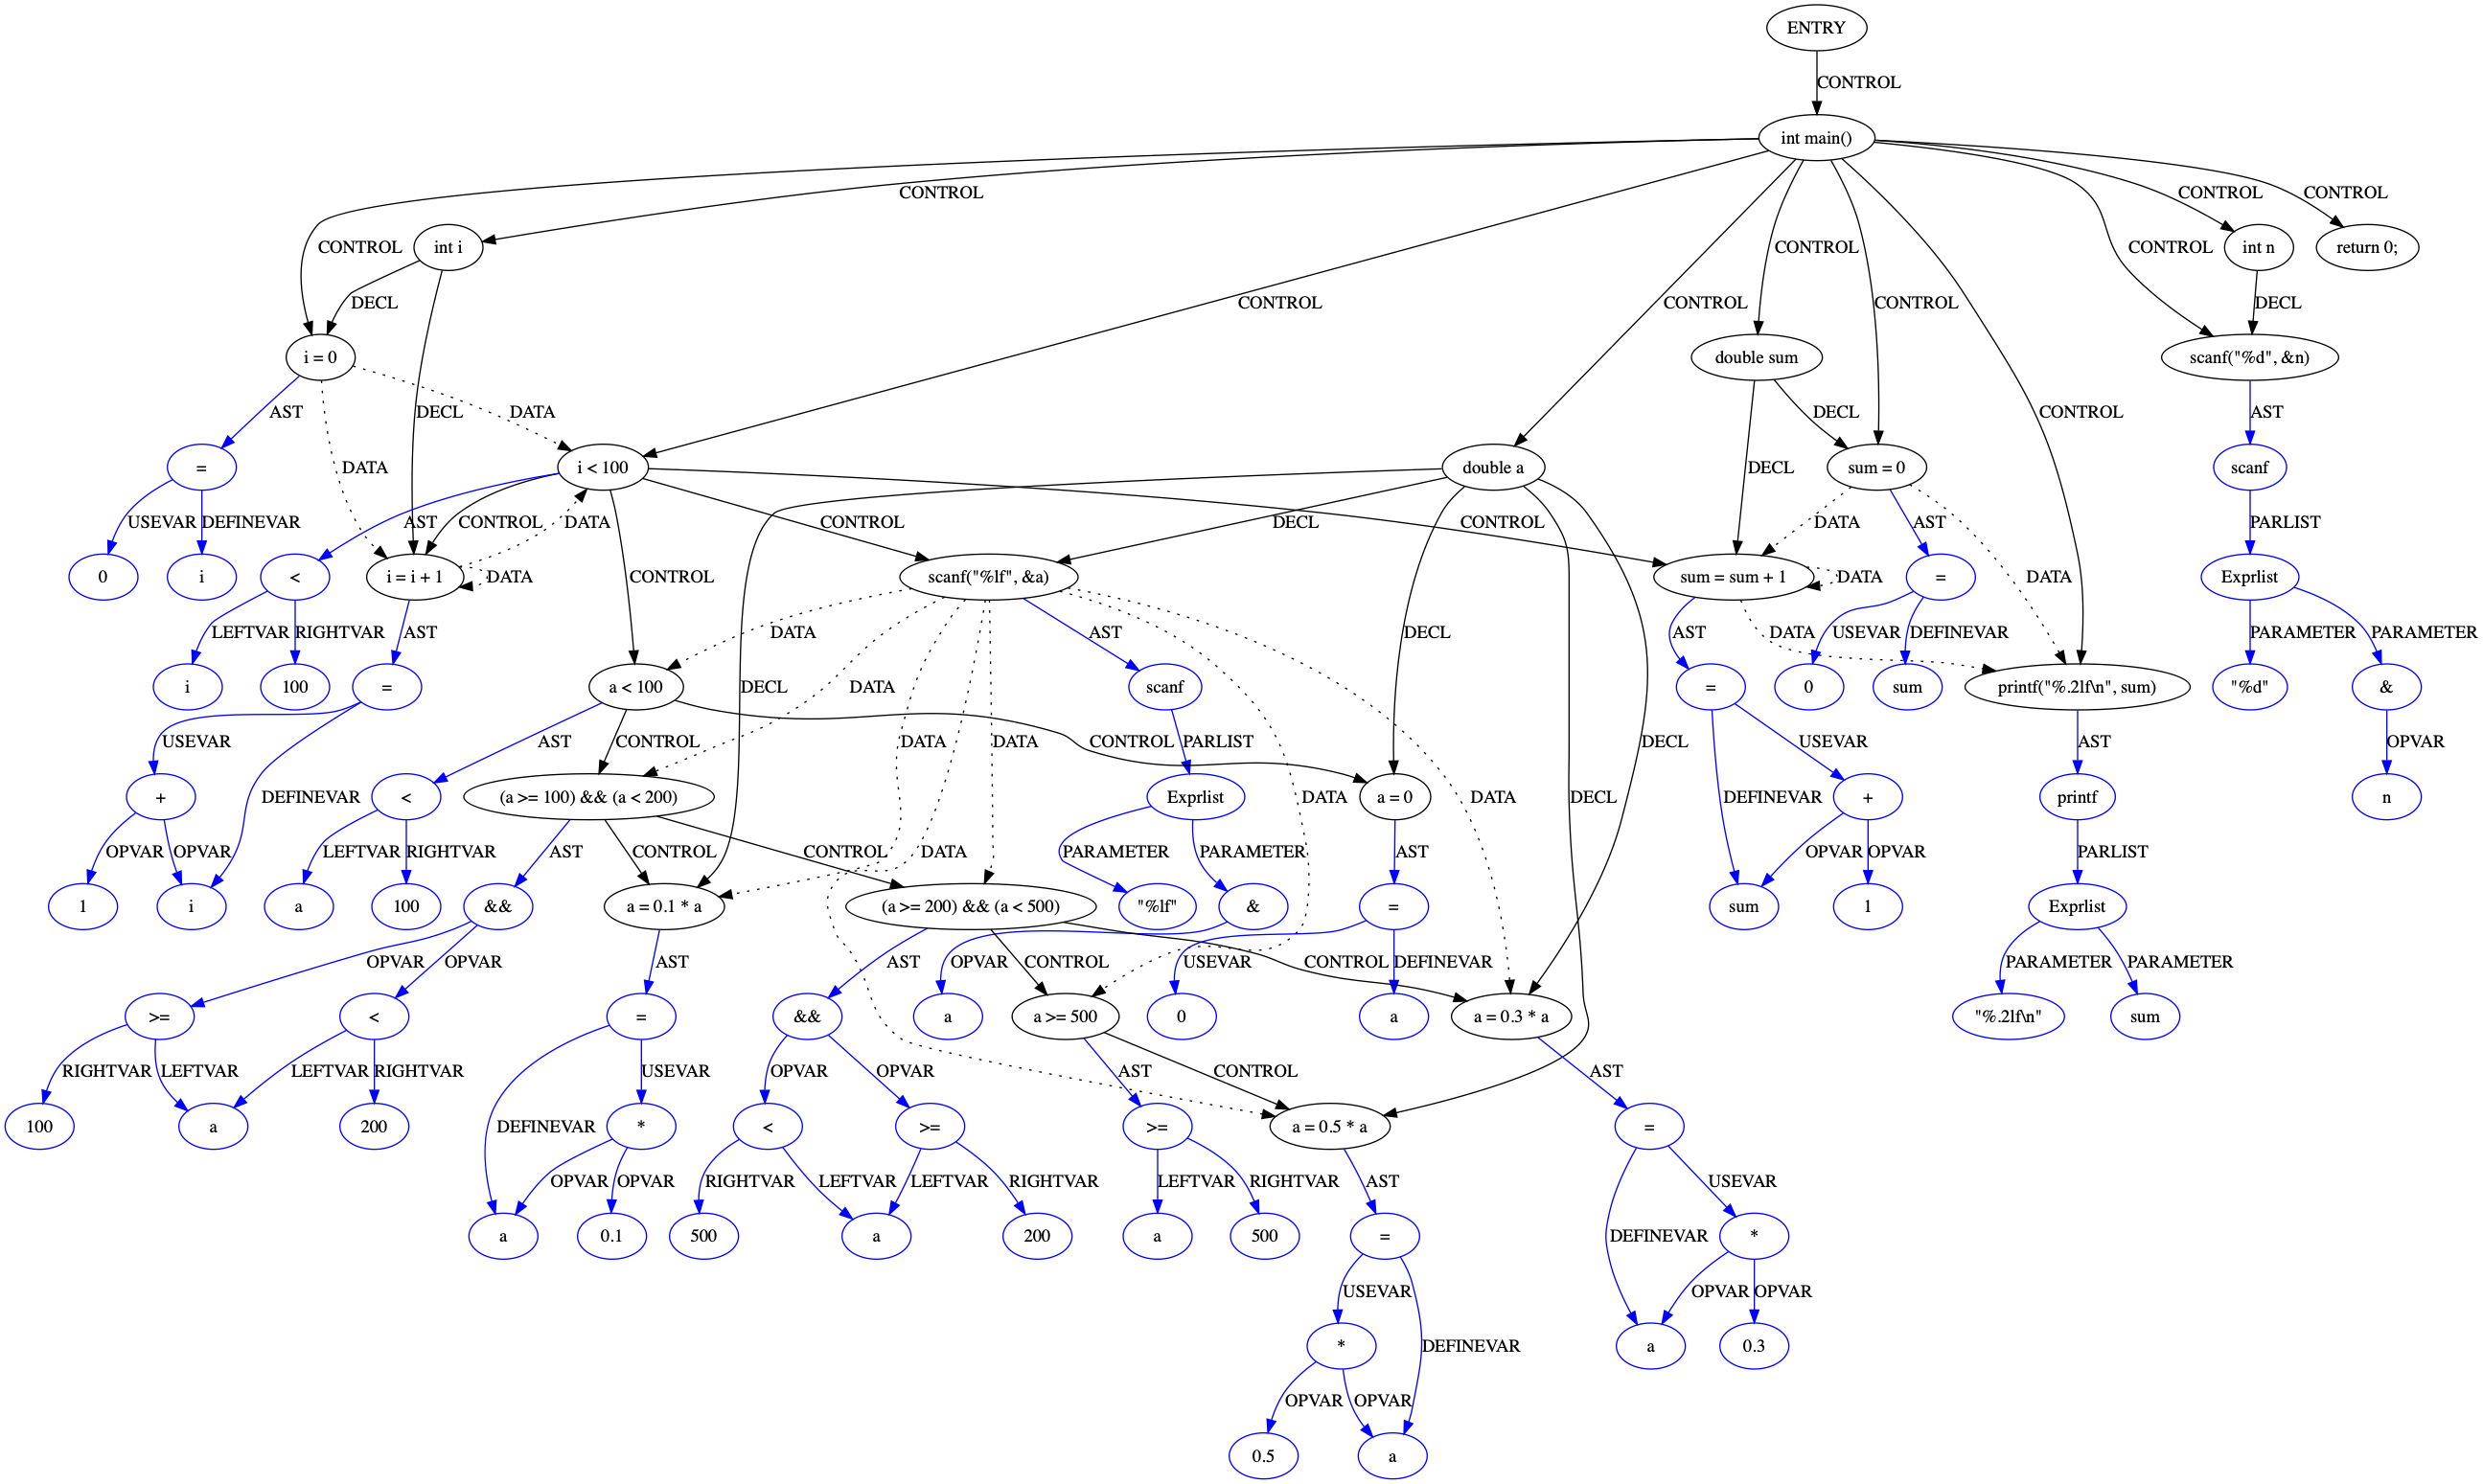 ENTRY
CONTROL
int main()
CONTROL
CONTROL
CONTROL
CONTROL
int i
CONTROL
CONTROL
int n
return 0;
DECL
CONTROL
CONTROL
CONTROL
DECL
i = 0
double sum
scanf("%d", &n)
AST
DECL
DATA
DECL
CONTROL
AST
=
DATA
i < 100
double a
DECL
sum = 0
scanf
USEVAR
DEFINEVAR
AST
CONTROL
DATA
CONTROL
DECL
CONTROL
DATA
AST
PARLIST
0
i
<
i = i + 1
DATA
CONTROL
scanf("%lf", &a)
sum = sum + 1
DATA
=
DATA
Exprlist
LEFTVAR
RIGHTVAR
AST
DATA
AST
DECL
AST
DATA
USEVAR
DEFINEVAR
PARAMETER
PARAMETER
i
100
=
a < 100
DECL
DATA
scanf
=
0
sum
printf("%.2lf\n", sum)
"%d"
&
USEVAR
AST
CONTROL
DATA
DATA
CONTROL
PARLIST
DECL
USEVAR
AST
OPVAR
+
DEFINEVAR
<
(a >= 100) && (a < 200)
Exprlist
DATA
a = 0
DATA
DECL
DEFINEVAR
+
printf
n
OPVAR
OPVAR
LEFTVAR
RIGHTVAR
AST
CONTROL
CONTROL
DATA
PARAMETER
PARAMETER
AST
OPVAR
OPVAR
PARLIST
1
i
a
100
&&
a = 0.1 * a
(a >= 200) && (a < 500)
"%lf"
&
=
sum
1
Exprlist
OPVAR
OPVAR
AST
AST
OPVAR
CONTROL
USEVAR
CONTROL
DEFINEVAR
PARAMETER
PARAMETER
>=
<
=
&&
a
a >= 500
0
a
a = 0.3 * a
"%.2lf\n"
sum
RIGHTVAR
LEFTVAR
LEFTVAR
RIGHTVAR
USEVAR
OPVAR
OPVAR
AST
CONTROL
AST
100
a
200
DEFINEVAR
*
<
>=
>=
a = 0.5 * a
=
OPVAR
OPVAR
RIGHTVAR
LEFTVAR
LEFTVAR
RIGHTVAR
LEFTVAR
RIGHTVAR
AST
USEVAR
a
0.1
500
a
200
a
500
=
DEFINEVAR
*
USEVAR
OPVAR
OPVAR
*
DEFINEVAR
a
0.3
OPVAR
OPVAR
0.5
a